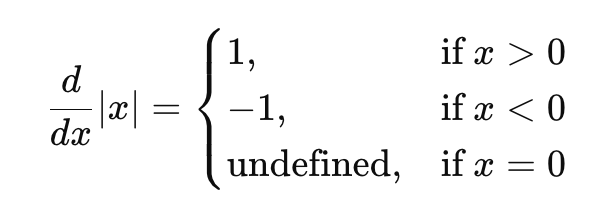 1, if x > 0
d/dx |x| = { −1, if x < 0
undefined, if x = 0